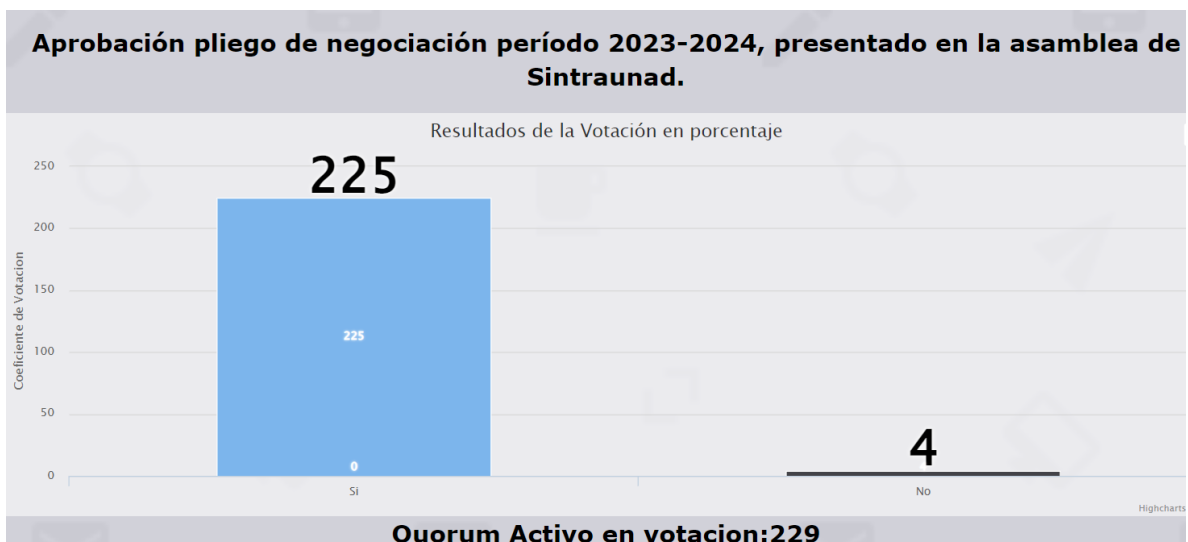 Aprobación pliego de negociación período 2023-2024, presentado en la asamblea de
Sintraunad.
Resultados de la Votación en porcentaje
Coeficiente de Votacion
250
200
150
100
50
0
225
225
0
4
Si
No
Highcharts
Quorum Activo en votacion:229